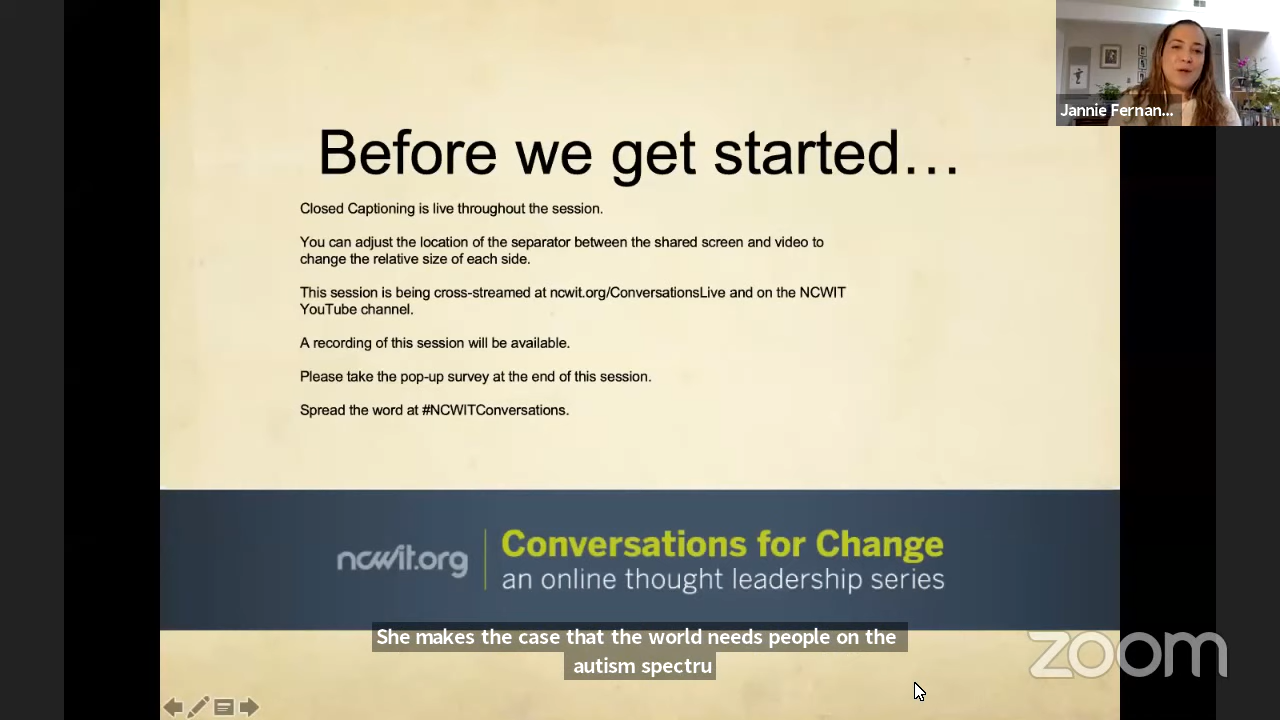 Jannie Fernan...
Before we get started...
Closed Captioning is live throughout the session.
You can adjust the location of the separator between the shared screen and video to
change the relative size of each side.
This session is being cross-streamed at ncwit.org/ConversationsLive and on the NCWIT
YouTube channel.
A recording of this session will be available.
Please take the pop-up survey at the end of this session.
Spread the word at #NCWITConversations.
ncwit.org
Conversations for Change
an online thought leadership series
She makes the case that the world needs people on the
autism spectru
zoom